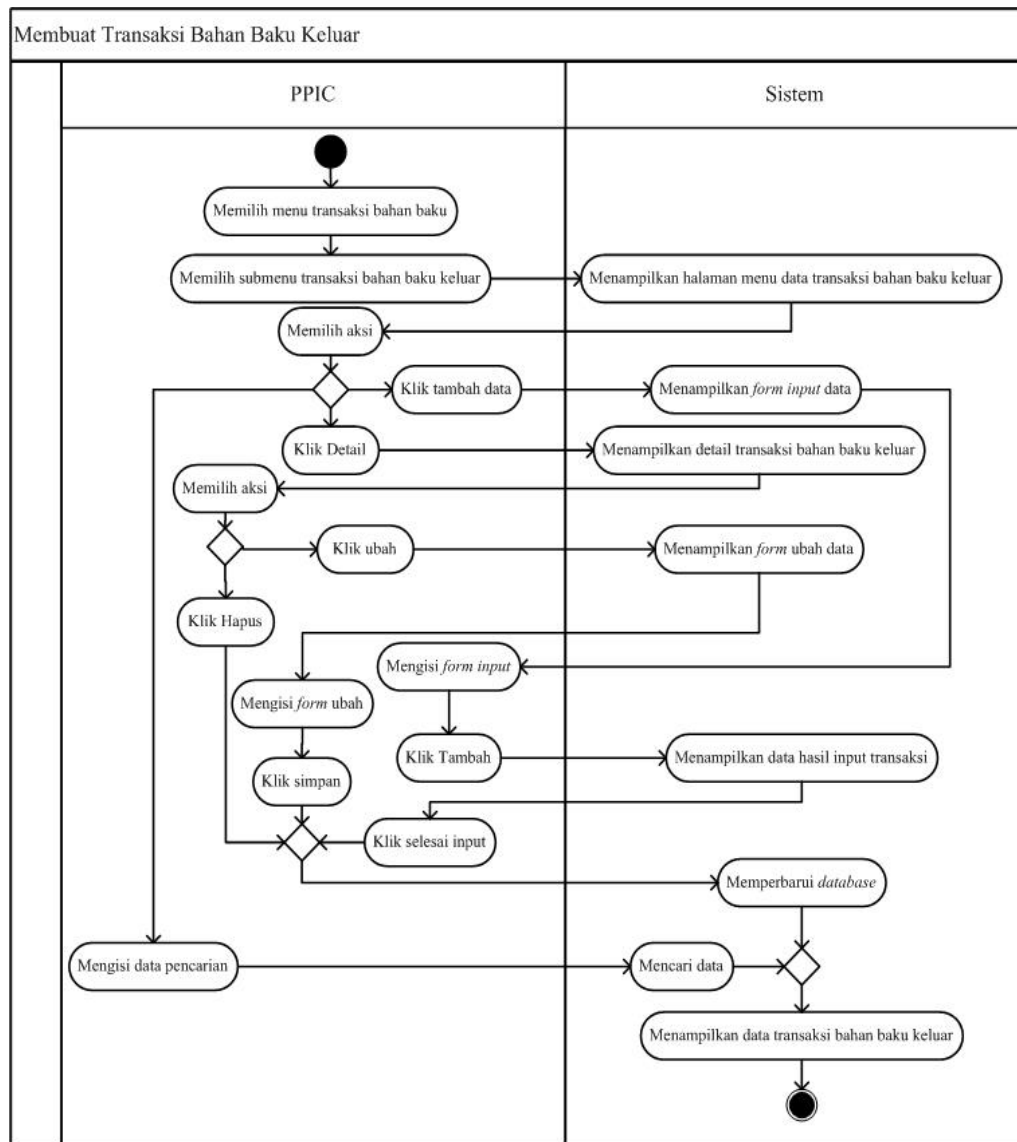 Membuat Transaksi Bahan Baku Keluar
PPIC
Sistem
Memilih menu transaksi bahan baku
Memilih submenu transaksi bahan baku keluar
Menampilkan halaman menu data transaksi bahan baku keluar
Memilih aksi
Klik tambah data
Menampilkan form input data
Klik Detail
Menampilkan detail transaksi bahan baku keluar
Memilih aksi
Klik ubah
Menampilkan form ubah data
Klik Hapus
Mengisi form input
Mengisi form ubah
Klik Tambah
Menampilkan data hasil input transaksi
Klik simpan
Klik selesai input
Memperbarui database
Mengisi data pencarian
Mencari data
Menampilkan data transaksi bahan baku keluar